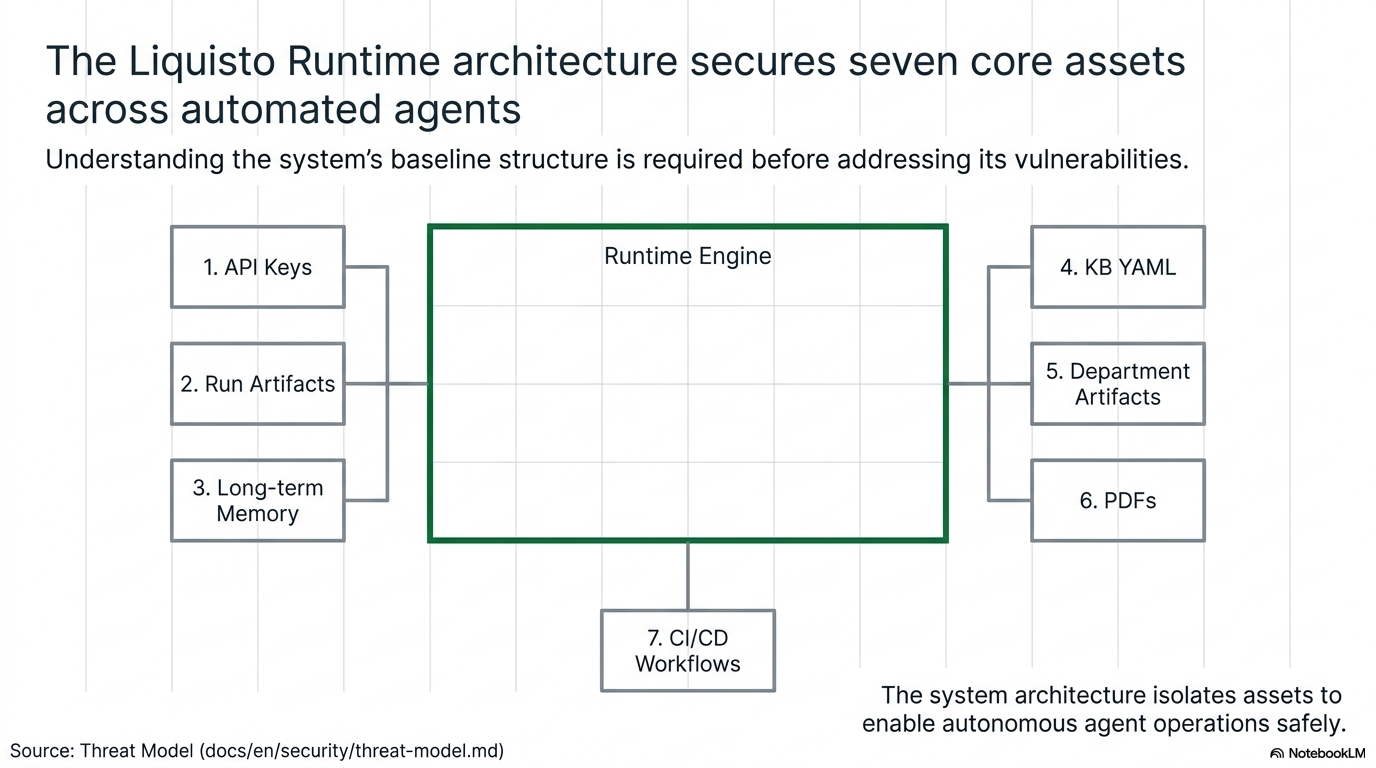 The Liquisto Runtime architecture secures seven core assets
across automated agents
Understanding the system's baseline structure is required before addressing its vulnerabilities.
1. API Keys
2. Run Artifacts
3. Long-term
Memory
Runtime Engine
4. KB YAML
5. Department
Artifacts
6. PDFs
7. CI/CD
Workflows
The system architecture isolates assets to
enable autonomous agent operations safely.
Source: Threat Model (docs/en/security/threat-model.md)
NotebookLM